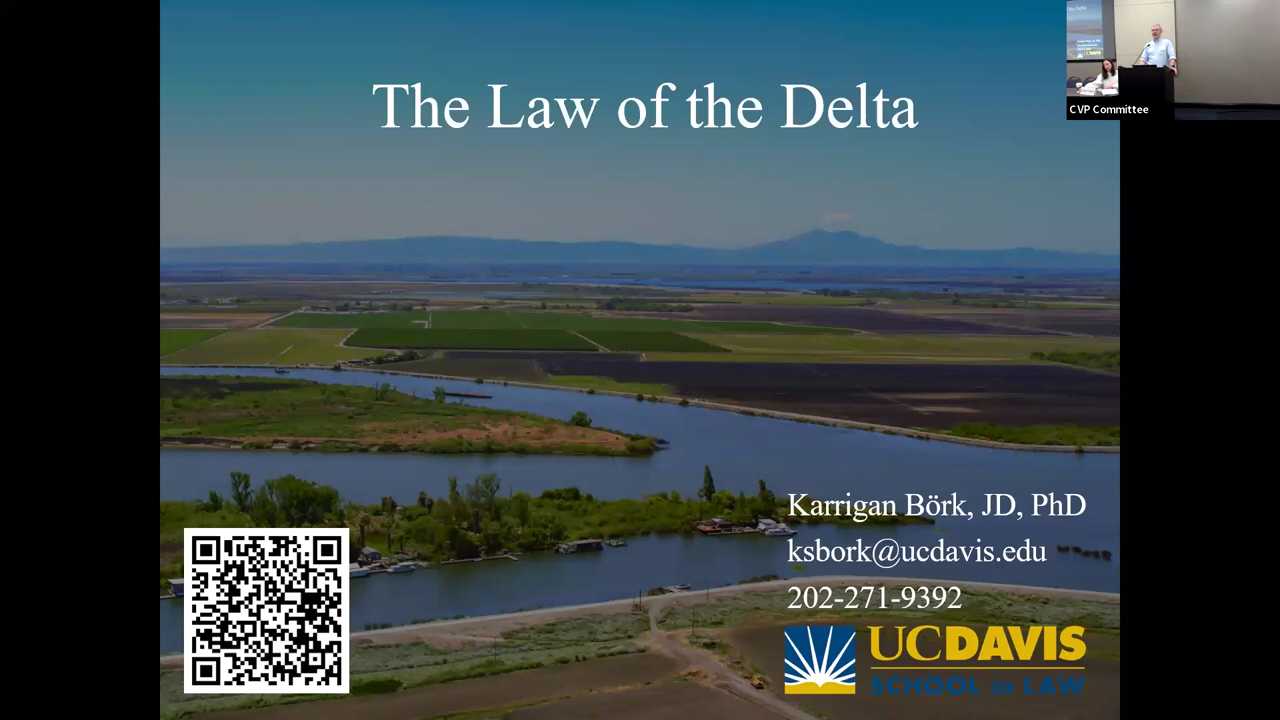 The Law of the Delta
CVP Committee
Karrigan Börk, JD, PhD
ksbork@ucdavis.edu
202-271-9392
UCDAVIS
SCHOOL OF LAW